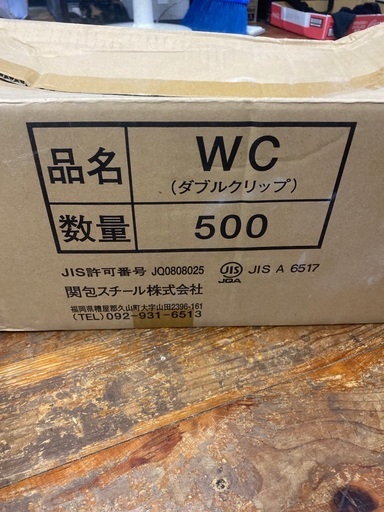 品名 WC
(ダブルクリップ)
数量 500
JIS許可番号 JQ0808025 JIS JQA JIS A 6517
関包スチール株式会社
福岡県糟屋郡久山町大字山田2396-161
(TEL) 092-931-6513